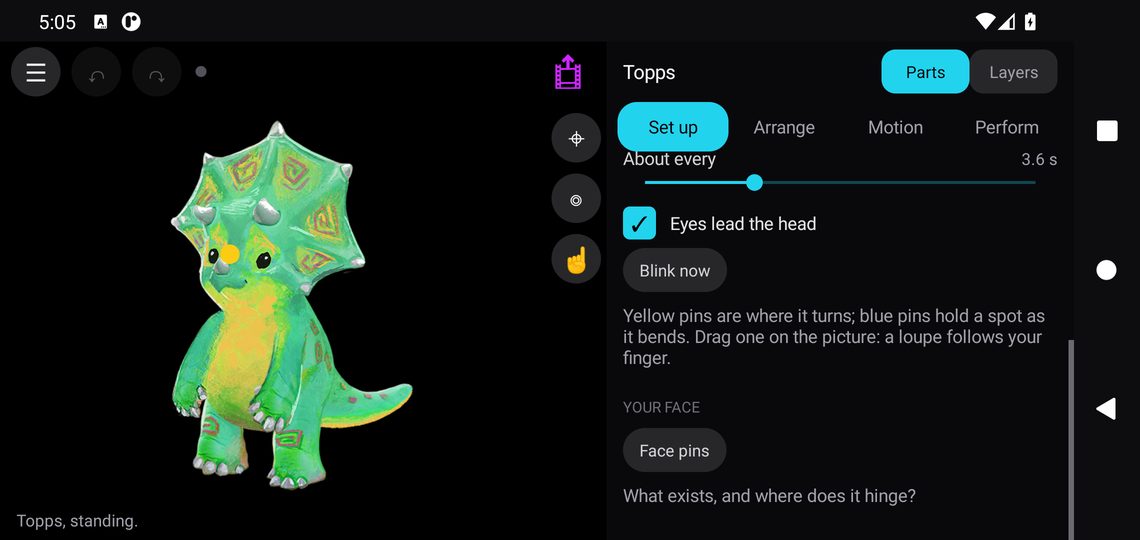 5:05
Topps
Parts
Layers
Set up
Arrange
Motion
Perform
About every
3.6 s
Eyes lead the head
Blink now
Yellow pins are where it turns; blue pins hold a spot as
it bends. Drag one on the picture: a loupe follows your
finger.
YOUR FACE
Face pins
What exists, and where does it hinge?
Topps, standing.